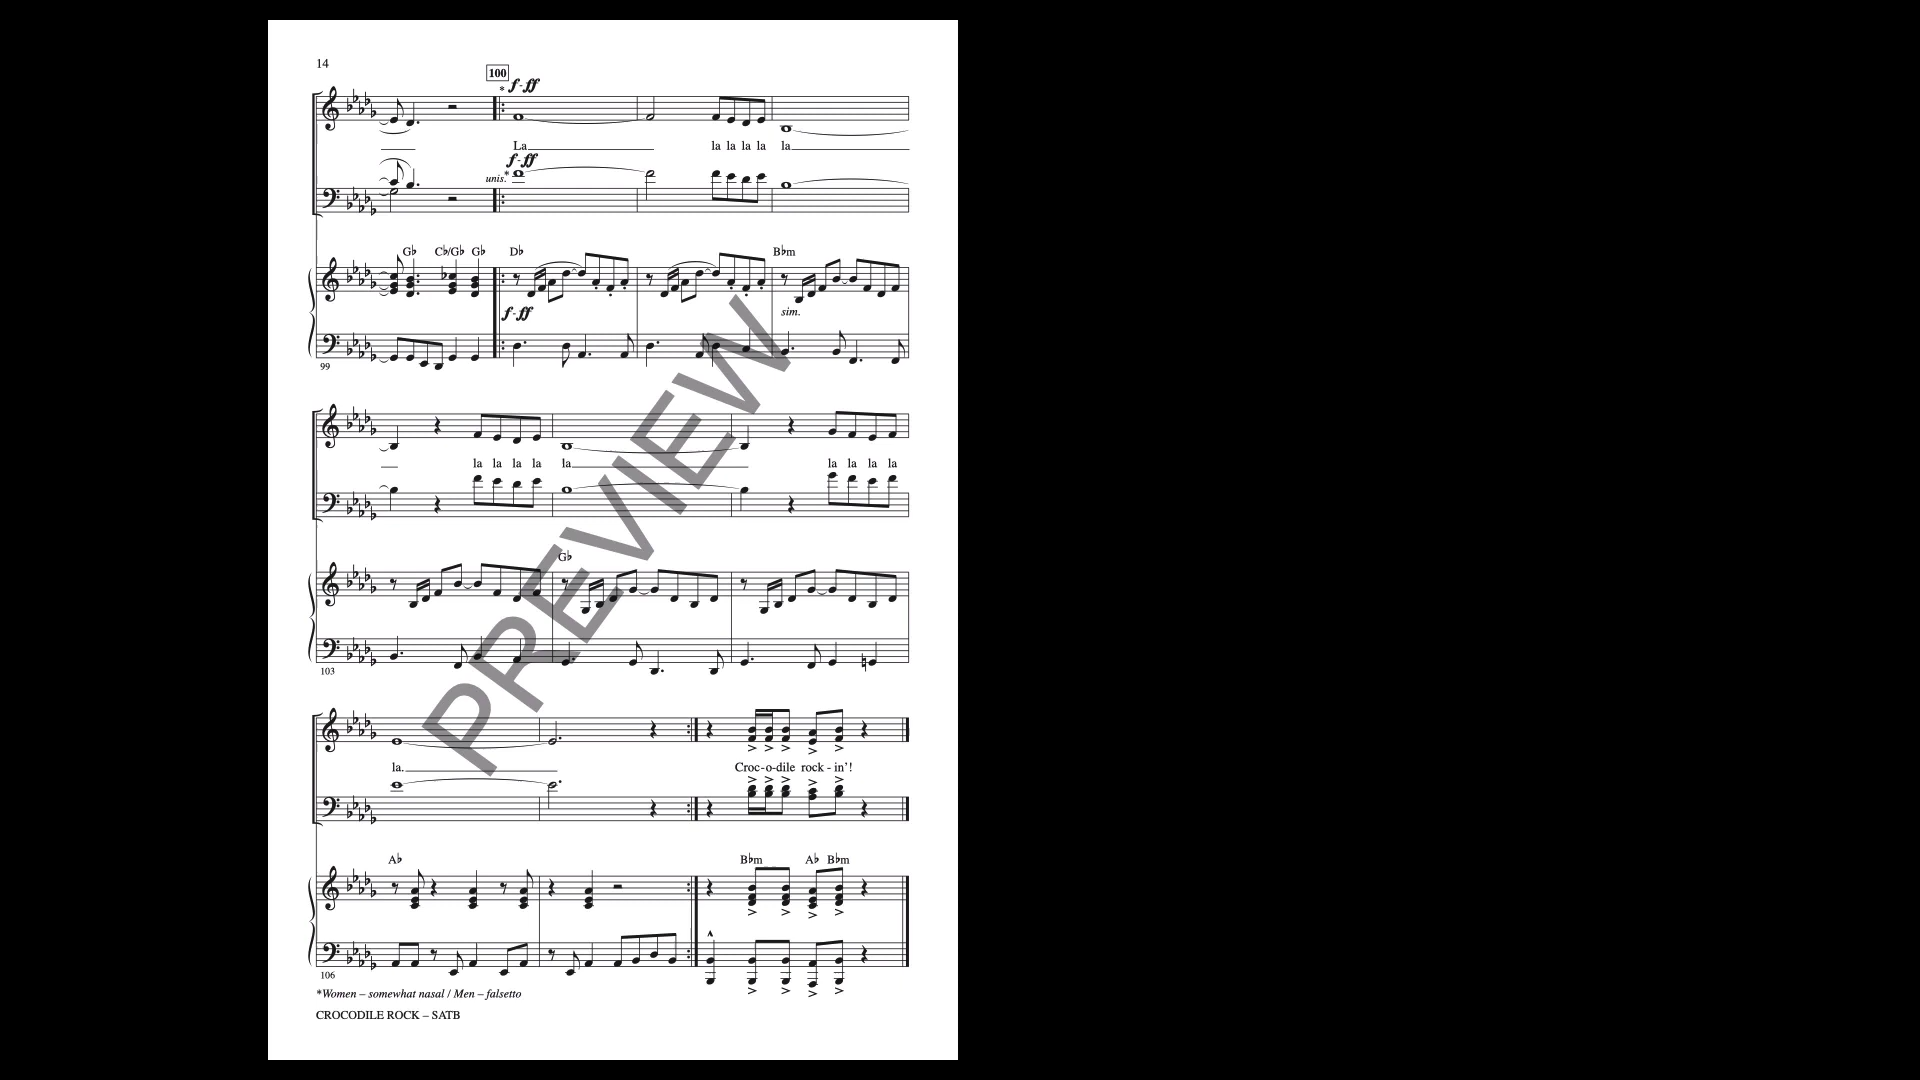 14
100
* f - ff
La la la la la la
f - ff
unis.*
G♭ C♭/G♭ G♭ D♭ B♭m
f - ff
sim.
99
la la la la la la la la la
G♭
103
la. Croc - o - dile rock - in'!
A♭ B♭m A♭ B♭m
106
*Women – somewhat nasal / Men – falsetto
CROCODILE ROCK – SATB
PREVIEW